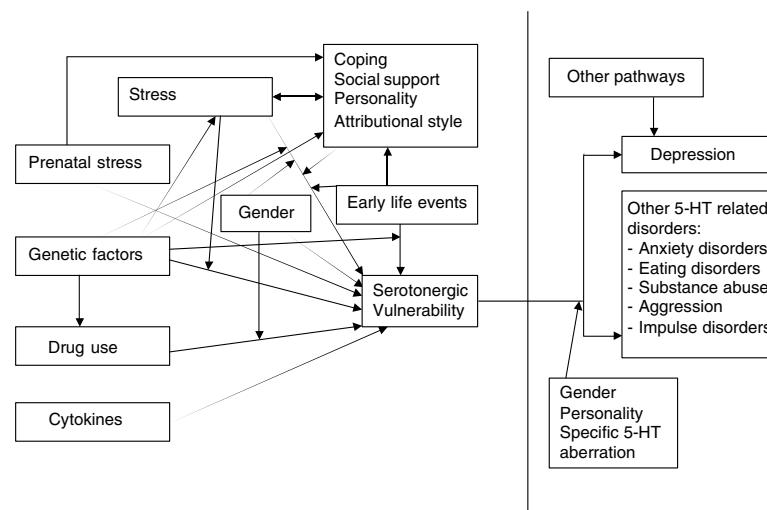 Coping
Social support
Personality
Attributional style
Stress
Prenatal stress
Gender
Early life events
Genetic factors
Serotonergic
Vulnerability
Drug use
Cytokines
Other pathways
Depression
Other 5-HT related
disorders:
- Anxiety disorders
- Eating disorders
- Substance abuse
- Aggression
- Impulse disorders
Gender
Personality
Specific 5-HT
aberration